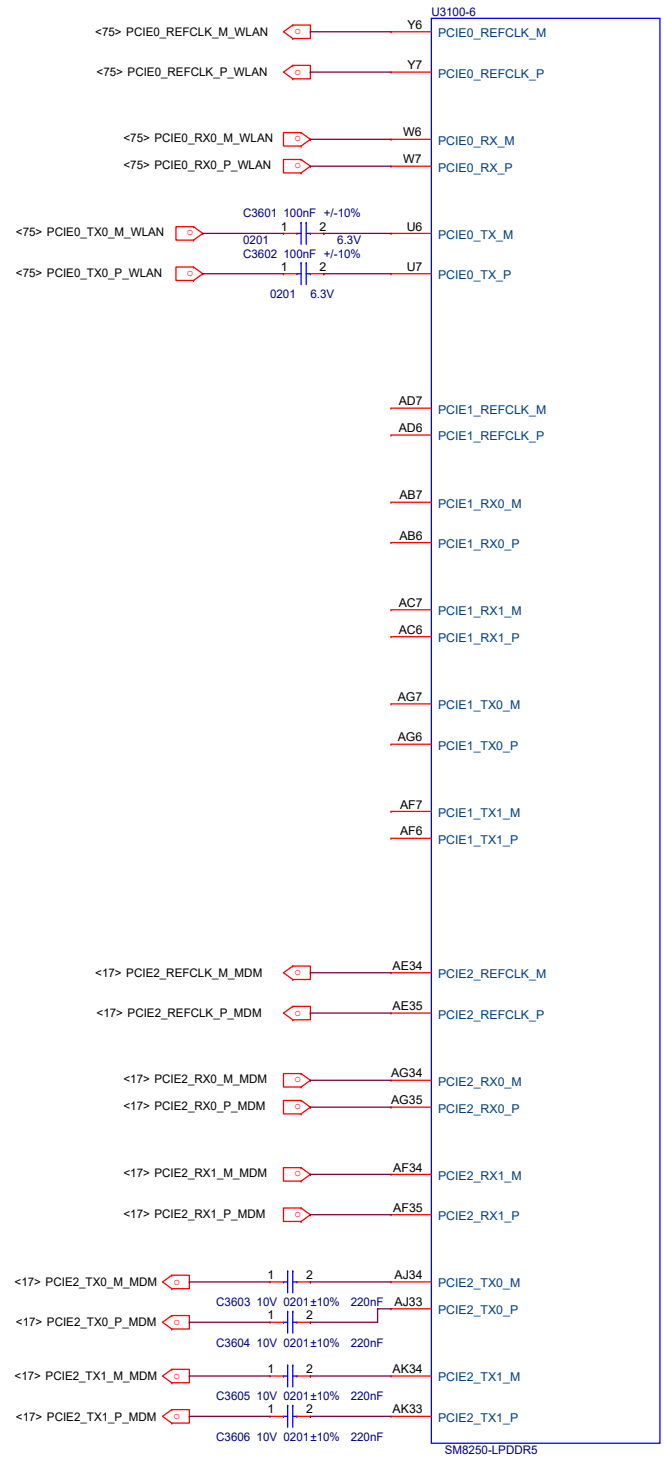 U3100-6
<75> PCIE0_REFCLK_M_WLAN Y6 PCIE0_REFCLK_M
<75> PCIE0_REFCLK_P_WLAN Y7 PCIE0_REFCLK_P
<75> PCIE0_RX0_M_WLAN W6 PCIE0_RX_M
<75> PCIE0_RX0_P_WLAN W7 PCIE0_RX_P
C3601 100nF +/-10%
<75> PCIE0_TX0_M_WLAN 1 2 U6 PCIE0_TX_M
0201 6.3V
C3602 100nF +/-10%
<75> PCIE0_TX0_P_WLAN 1 2 U7 PCIE0_TX_P
0201 6.3V
AD7 PCIE1_REFCLK_M
AD6 PCIE1_REFCLK_P
AB7 PCIE1_RX0_M
AB6 PCIE1_RX0_P
AC7 PCIE1_RX1_M
AC6 PCIE1_RX1_P
AG7 PCIE1_TX0_M
AG6 PCIE1_TX0_P
AF7 PCIE1_TX1_M
AF6 PCIE1_TX1_P
<17> PCIE2_REFCLK_M_MDM AE34 PCIE2_REFCLK_M
<17> PCIE2_REFCLK_P_MDM AE35 PCIE2_REFCLK_P
<17> PCIE2_RX0_M_MDM AG34 PCIE2_RX0_M
<17> PCIE2_RX0_P_MDM AG35 PCIE2_RX0_P
<17> PCIE2_RX1_M_MDM AF34 PCIE2_RX1_M
<17> PCIE2_RX1_P_MDM AF35 PCIE2_RX1_P
<17> PCIE2_TX0_M_MDM 1 2 AJ34 PCIE2_TX0_M
C3603 10V 0201±10% 220nF
<17> PCIE2_TX0_P_MDM 1 2 AJ33 PCIE2_TX0_P
C3604 10V 0201±10% 220nF
<17> PCIE2_TX1_M_MDM 1 2 AK34 PCIE2_TX1_M
C3605 10V 0201±10% 220nF
<17> PCIE2_TX1_P_MDM 1 2 AK33 PCIE2_TX1_P
C3606 10V 0201±10% 220nF
SM8250-LPDDR5